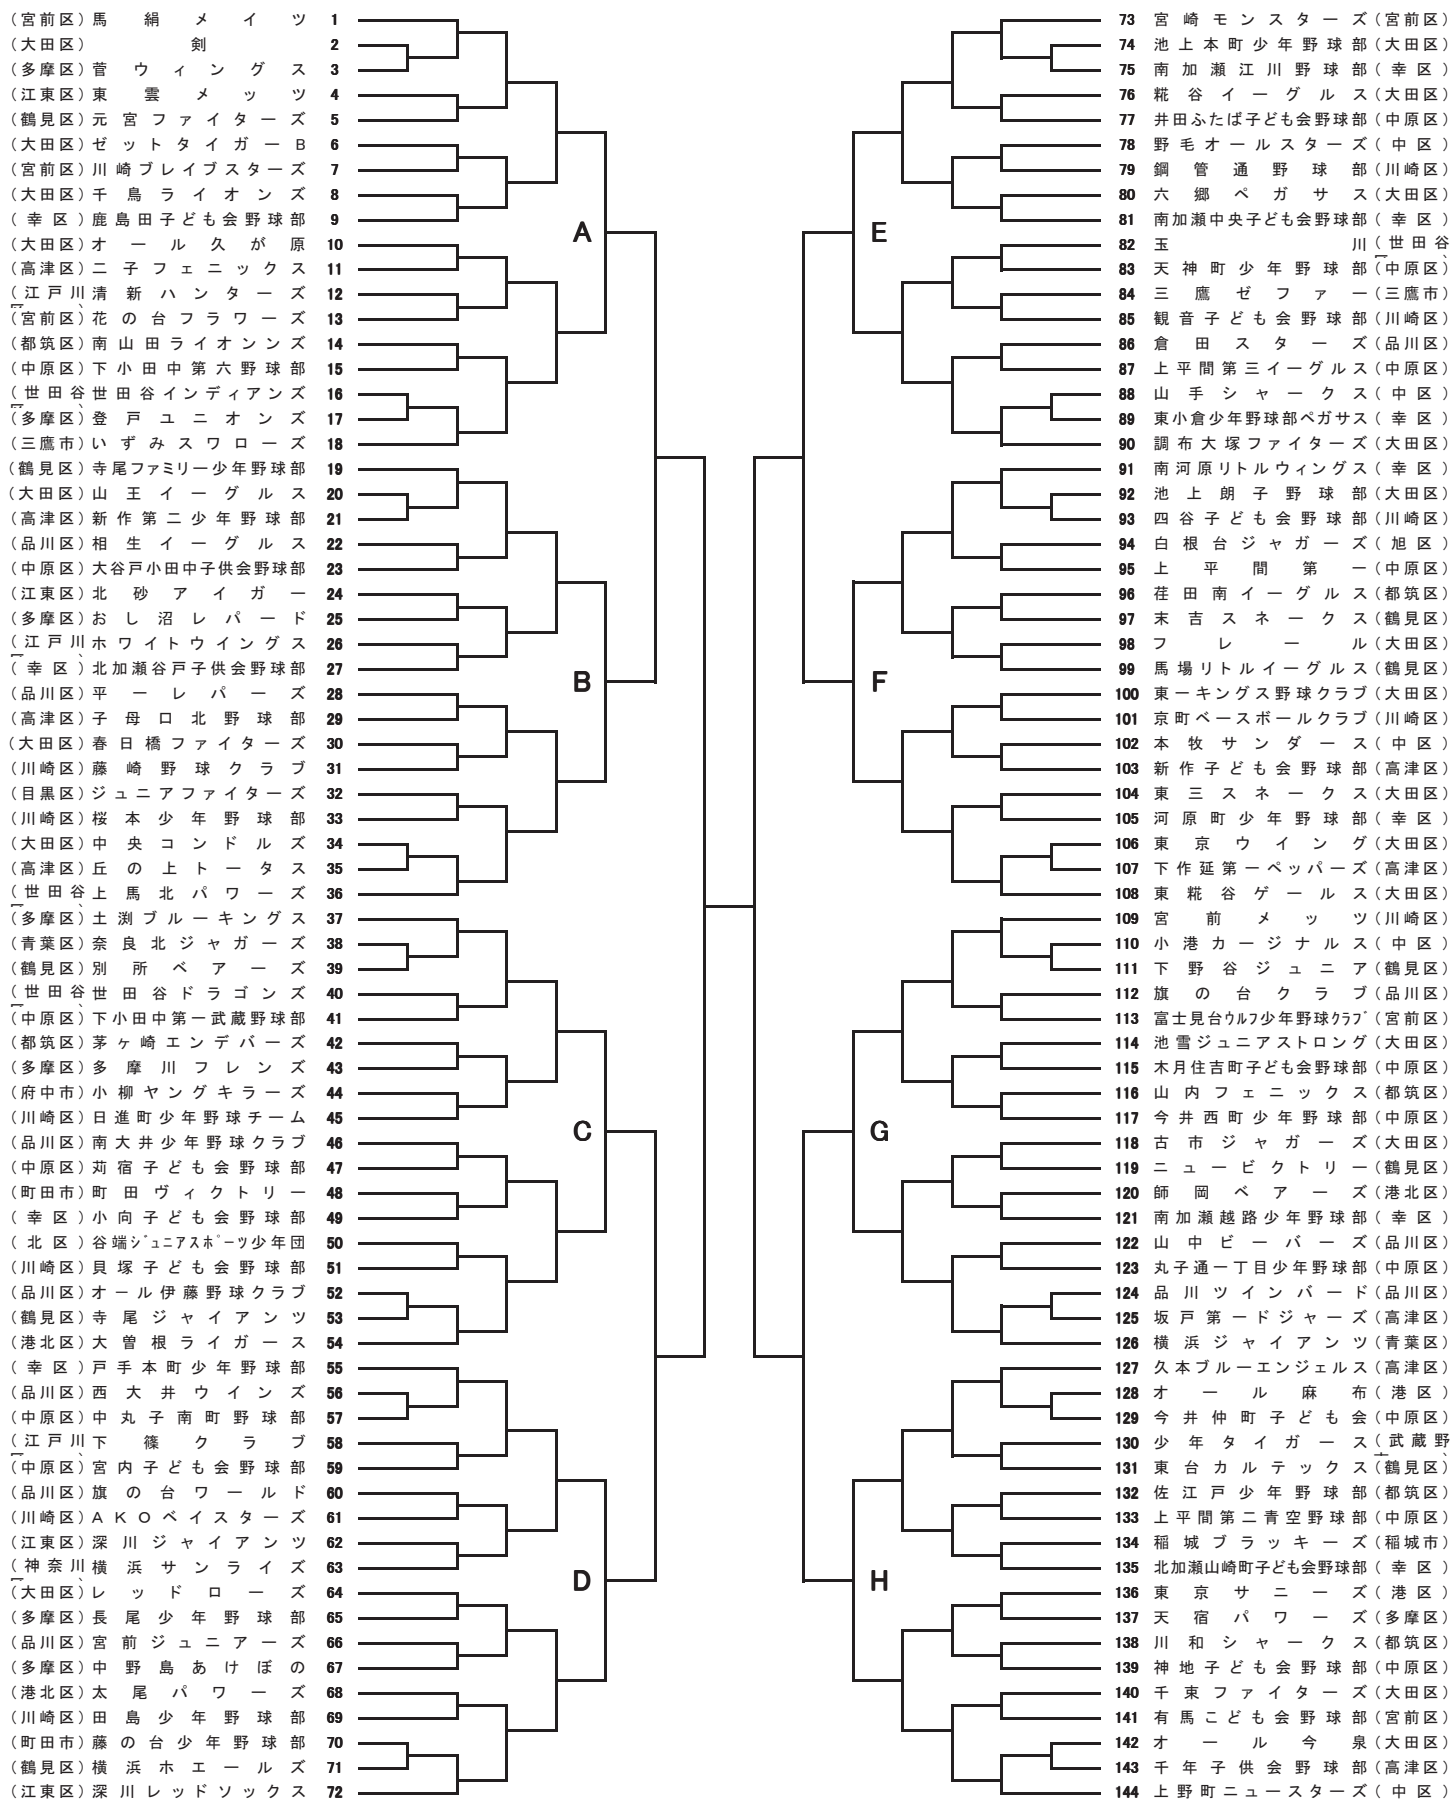 (宮前区) 馬絹メイツ 1
(大田区) 剣 2
(多摩区) 菅ウィングス 3
(江東区) 東雲メッツ 4
(鶴見区) 元宮ファイターズ 5
(大田区) ゼットタイガーB 6
(宮前区) 川崎ブレイブスターズ 7
(大田区) 千鳥ライオンズ 8
(幸区) 鹿島田子ども会野球部 9
(大田区) オール久が原 10
(高津区) 二子フェニックス 11
(江戸川 清新ハンターズ 12
(宮前区) 花の台フラワーズ 13
(都筑区) 南山田ライオンンズ 14
(中原区) 下小田中第六野球部 15
(世田谷 世田谷インディアンズ 16
(多摩区) 登戸ユニオンズ 17
(三鷹市) いずみスワローズ 18
(鶴見区) 寺尾ファミリー少年野球部 19
(大田区) 山王イーグルス 20
(高津区) 新作第二少年野球部 21
(品川区) 相生イーグルス 22
(中原区) 大谷戸小田中子供会野球部 23
(江東区) 北砂アイガー 24
(多摩区) おし沼レパード 25
(江戸川 ホワイトウイングス 26
(幸区) 北加瀬谷戸子供会野球部 27
(品川区) 平一レパーズ 28
(高津区) 子母口北野球部 29
(大田区) 春日橋ファイターズ 30
(川崎区) 藤崎野球クラブ 31
(目黒区) ジュニアファイターズ 32
(川崎区) 桜本少年野球部 33
(大田区) 中央コンドルズ 34
(高津区) 丘の上トータス 35
(世田谷 上馬北パワーズ 36
(多摩区) 土渕ブルーキングス 37
(青葉区) 奈良北ジャガーズ 38
(鶴見区) 別所ベアーズ 39
(世田谷 世田谷ドラゴンズ 40
(中原区) 下小田中第一武蔵野球部 41
(都筑区) 茅ヶ崎エンデバーズ 42
(多摩区) 多摩川フレンズ 43
(府中市) 小柳ヤングキラーズ 44
(川崎区) 日進町少年野球チーム 45
(品川区) 南大井少年野球クラブ 46
(中原区) 苅宿子ども会野球部 47
(町田市) 町田ヴィクトリー 48
(幸区) 小向子ども会野球部 49
(北区) 谷端ｼﾞｭﾆｱｽﾎﾟｰﾂ少年団 50
(川崎区) 貝塚子ども会野球部 51
(品川区) オール伊藤野球クラブ 52
(鶴見区) 寺尾ジャイアンツ 53
(港北区) 大曽根ライガース 54
(幸区) 戸手本町少年野球部 55
(品川区) 西大井ウインズ 56
(中原区) 中丸子南町野球部 57
(江戸川 下篠クラブ 58
(中原区) 宮内子ども会野球部 59
(品川区) 旗の台ワールド 60
(川崎区) AKOベイスターズ 61
(江東区) 深川ジャイアンツ 62
(神奈川 横浜サンライズ 63
(大田区) レッドローズ 64
(多摩区) 長尾少年野球部 65
(品川区) 宮前ジュニアーズ 66
(多摩区) 中野島あけぼの 67
(港北区) 太尾パワーズ 68
(川崎区) 田島少年野球部 69
(町田市) 藤の台少年野球部 70
(鶴見区) 横浜ホエールズ 71
(江東区) 深川レッドソックス 72
A
B
C
D
E
F
G
H
73 宮崎モンスターズ (宮前区)
74 池上本町少年野球部 (大田区)
75 南加瀬江川野球部 (幸区)
76 糀谷イーグルス (大田区)
77 井田ふたば子ども会野球部 (中原区)
78 野毛オールスターズ (中区)
79 鋼管通野球部 (川崎区)
80 六郷ペガサス (大田区)
81 南加瀬中央子ども会野球部 (幸区)
82 玉川 (世田谷
83 天神町少年野球部 (中原区)
84 三鷹ゼファー (三鷹市)
85 観音子ども会野球部 (川崎区)
86 倉田スターズ (品川区)
87 上平間第三イーグルス (中原区)
88 山手シャークス (中区)
89 東小倉少年野球部ペガサス (幸区)
90 調布大塚ファイターズ (大田区)
91 南河原リトルウィングス (幸区)
92 池上朗子野球部 (大田区)
93 四谷子ども会野球部 (川崎区)
94 白根台ジャガーズ (旭区)
95 上平間第一 (中原区)
96 荏田南イーグルス (都筑区)
97 末吉スネークス (鶴見区)
98 フレール (大田区)
99 馬場リトルイーグルス (鶴見区)
100 東一キングス野球クラブ (大田区)
101 京町ベースボールクラブ (川崎区)
102 本牧サンダース (中区)
103 新作子ども会野球部 (高津区)
104 東三スネークス (大田区)
105 河原町少年野球部 (幸区)
106 東京ウイング (大田区)
107 下作延第一ペッパーズ (高津区)
108 東糀谷ゲールス (大田区)
109 宮前メッツ (川崎区)
110 小港カージナルス (中区)
111 下野谷ジュニア (鶴見区)
112 旗の台クラブ (品川区)
113 富士見台ｳﾙﾌ少年野球ｸﾗﾌﾞ (宮前区)
114 池雪ジュニアストロング (大田区)
115 木月住吉町子ども会野球部 (中原区)
116 山内フェニックス (都筑区)
117 今井西町少年野球部 (中原区)
118 古市ジャガーズ (大田区)
119 ニュービクトリー (鶴見区)
120 師岡ベアーズ (港北区)
121 南加瀬越路少年野球部 (幸区)
122 山中ビーバーズ (品川区)
123 丸子通一丁目少年野球部 (中原区)
124 品川ツインバード (品川区)
125 坂戸第一ドジャーズ (高津区)
126 横浜ジャイアンツ (青葉区)
127 久本ブルーエンジェルス (高津区)
128 オール麻布 (港区)
129 今井仲町子ども会 (中原区)
130 少年タイガース (武蔵野
131 東台カルテックス (鶴見区)
132 佐江戸少年野球部 (都筑区)
133 上平間第二青空野球部 (中原区)
134 稲城ブラッキーズ (稲城市)
135 北加瀬山崎町子ども会野球部 (幸区)
136 東京サニーズ (港区)
137 天宿パワーズ (多摩区)
138 川和シャークス (都筑区)
139 神地子ども会野球部 (中原区)
140 千束ファイターズ (大田区)
141 有馬こども会野球部 (宮前区)
142 オール今泉 (大田区)
143 千年子供会野球部 (高津区)
144 上野町ニュースターズ (中区)